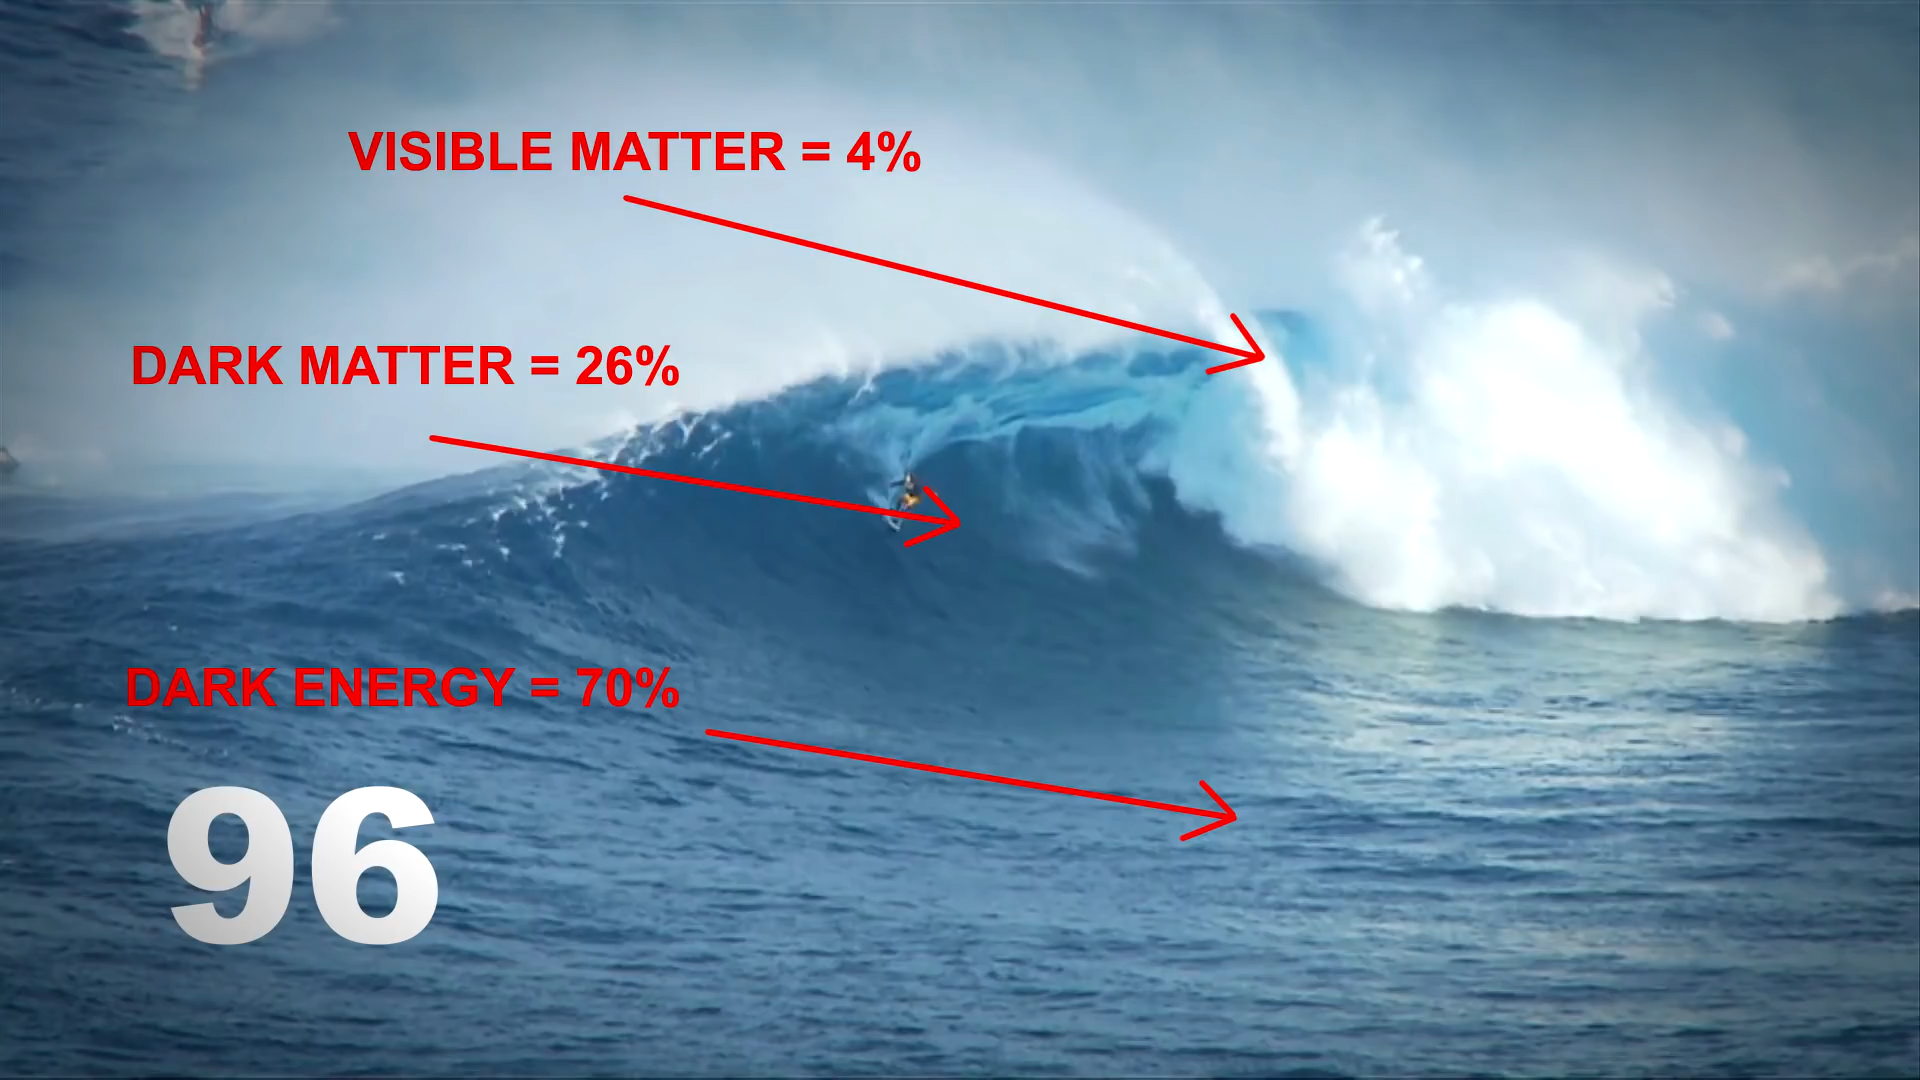 VISIBLE MATTER = 4%
DARK MATTER = 26%
DARK ENERGY = 70%
96